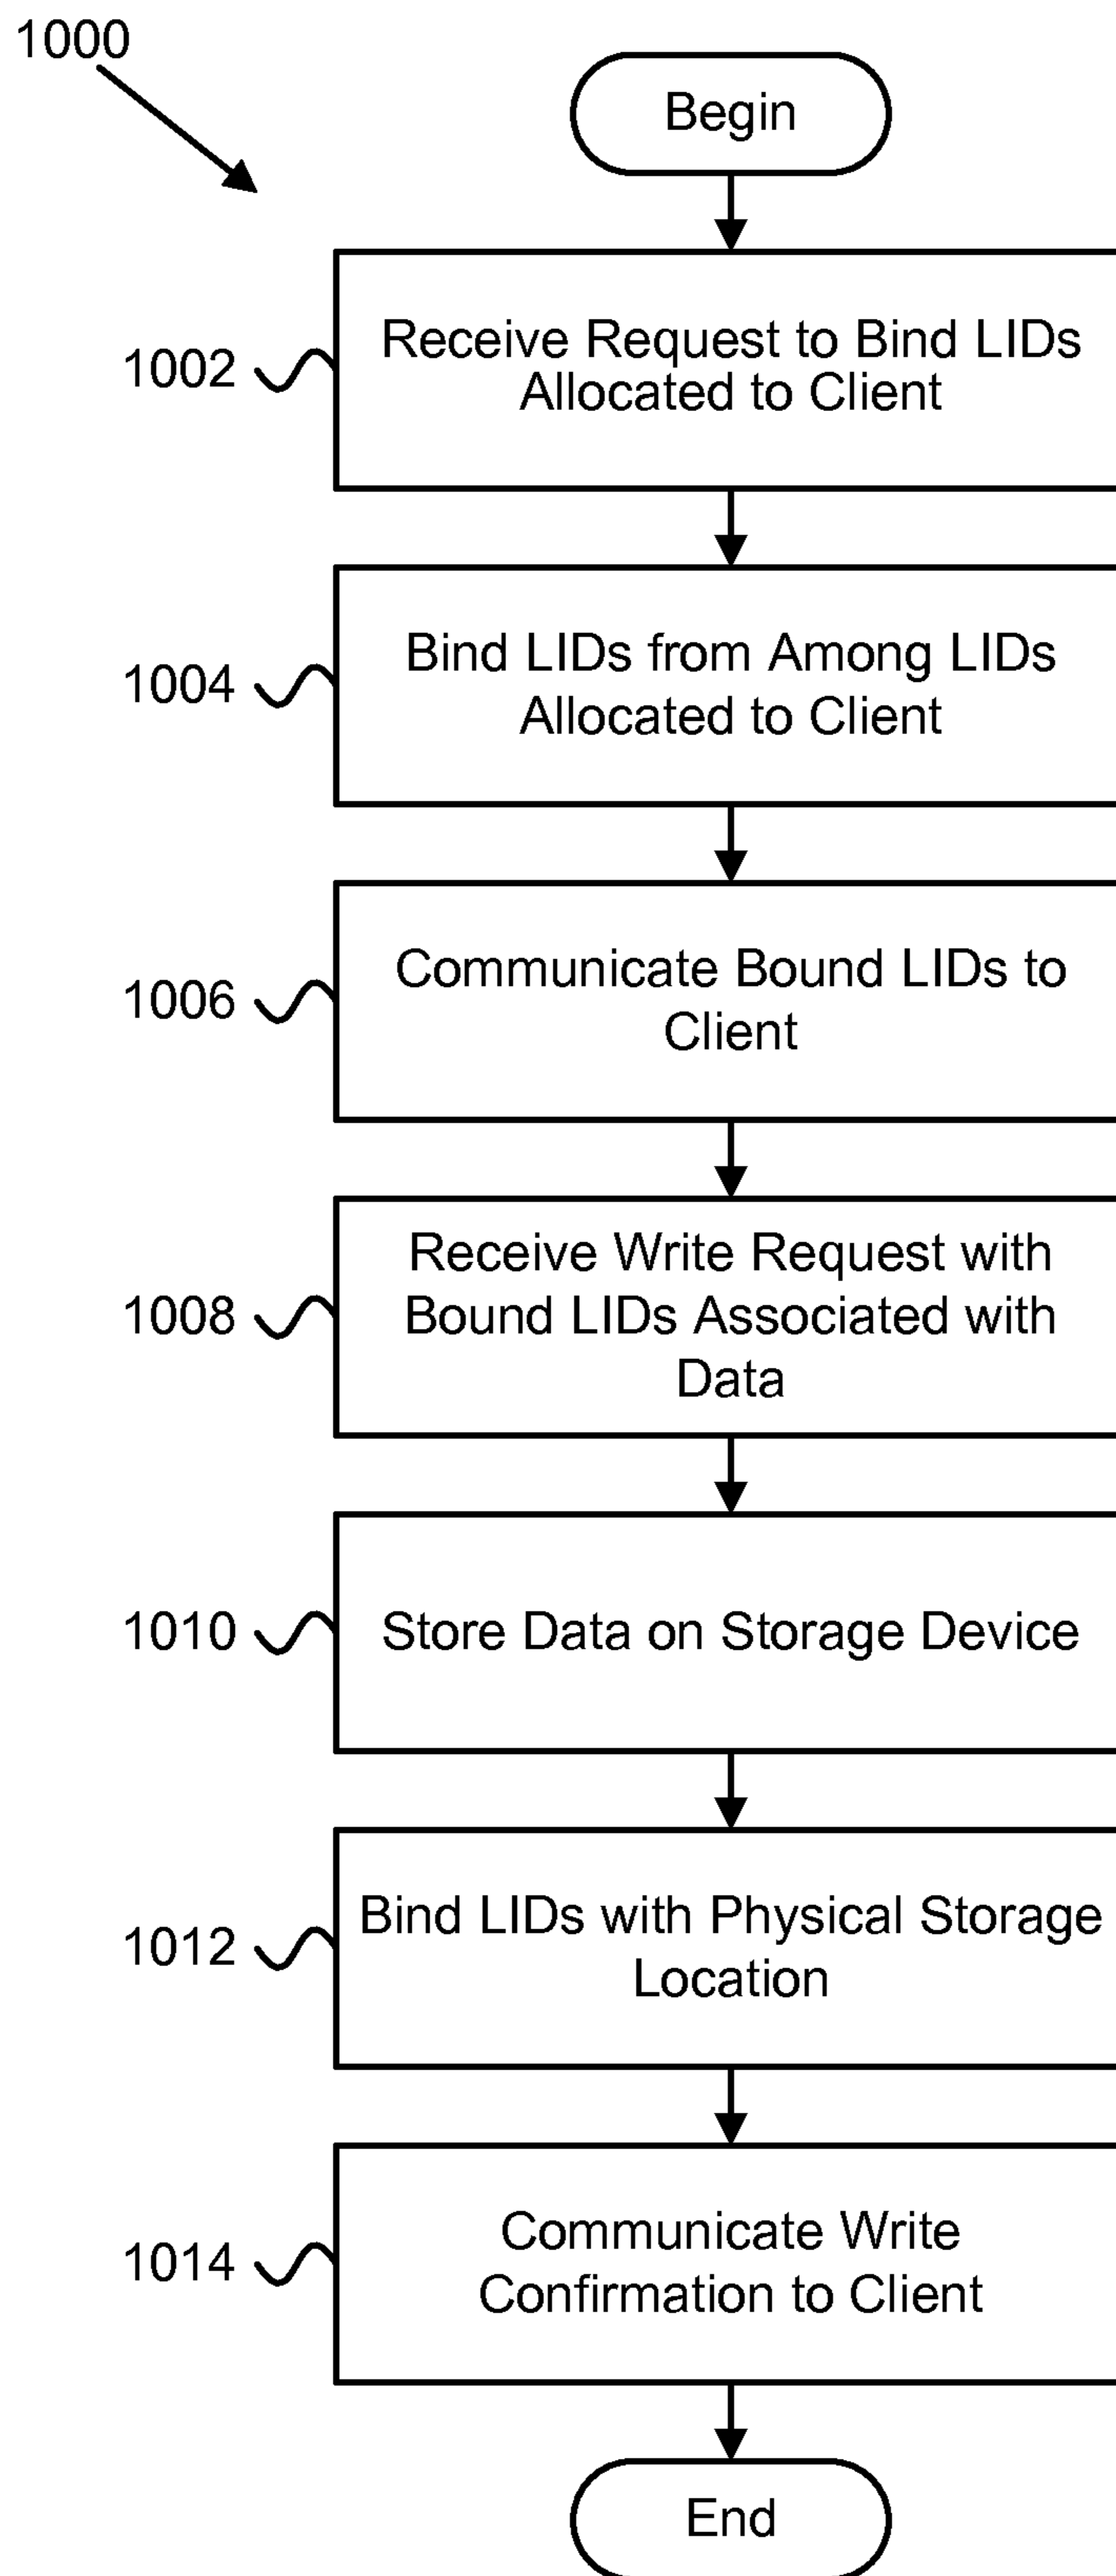 1000
Begin
1002
Receive Request to Bind LIDs
Allocated to Client
1004
Bind LIDs from Among LIDs
Allocated to Client
1006
Communicate Bound LIDs to
Client
1008
Receive Write Request with
Bound LIDs Associated with
Data
1010
Store Data on Storage Device
1012
Bind LIDs with Physical Storage
Location
1014
Communicate Write
Confirmation to Client
End